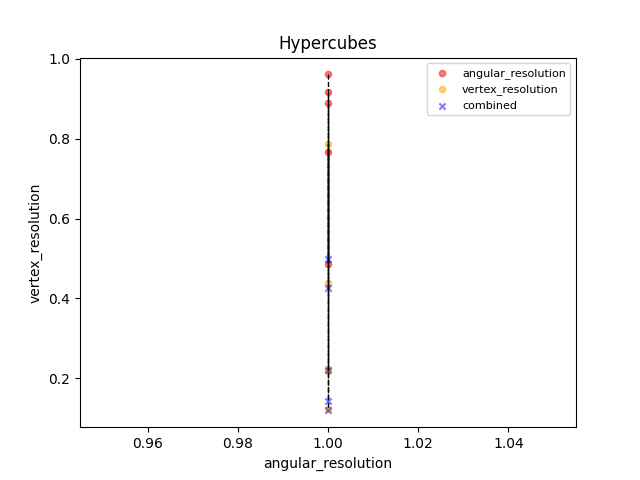 Hypercubes
angular_resolution
vertex_resolution
combined
1.0
0.8
0.6
0.4
0.2
vertex_resolution
0.96
0.98
1.00
1.02
1.04
angular_resolution